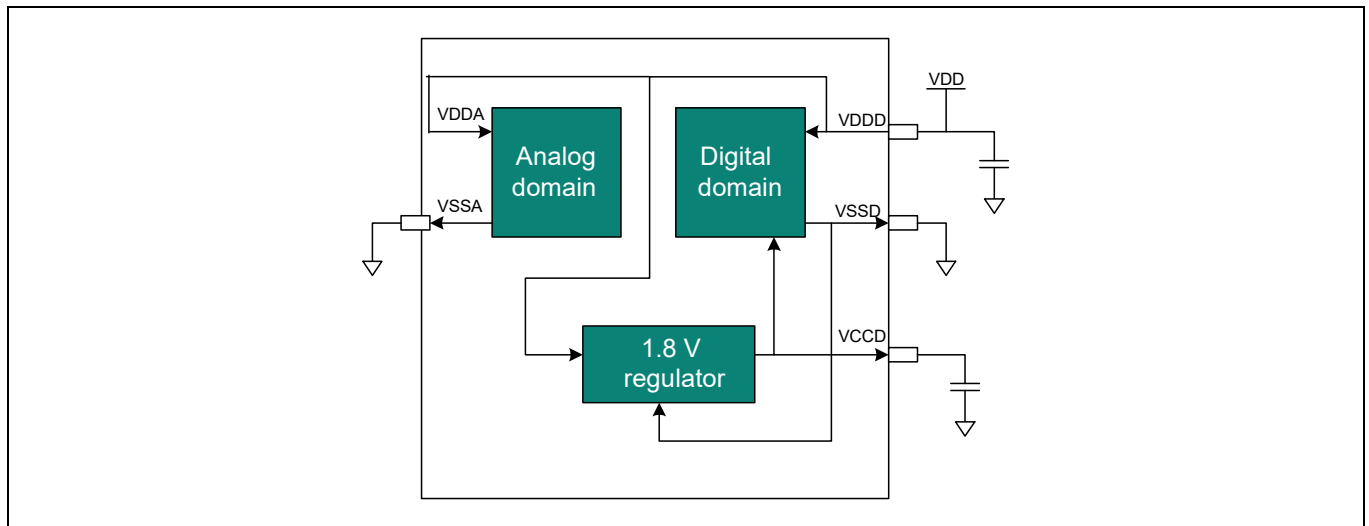 VDD
VDDA
VDDD
Analog
domain
Digital
domain
VSSA
VSSD
VCCD
1.8 V
regulator